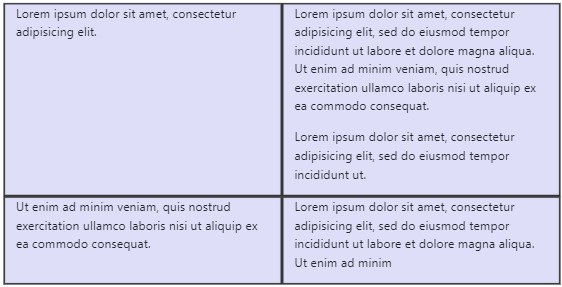 Lorem ipsum dolor sit amet, consectetur
adipisicing elit.
Lorem ipsum dolor sit amet, consectetur
adipisicing elit, sed do eiusmod tempor
incididunt ut labore et dolore magna aliqua.
Ut enim ad minim veniam, quis nostrud
exercitation ullamco laboris nisi ut aliquip ex
ea commodo consequat.
Lorem ipsum dolor sit amet, consectetur
adipisicing elit, sed do eiusmod tempor
incididunt ut.
Ut enim ad minim veniam, quis nostrud
exercitation ullamco laboris nisi ut aliquip ex
ea commodo consequat.
Lorem ipsum dolor sit amet, consectetur
adipisicing elit, sed do eiusmod tempor
incididunt ut labore et dolore magna aliqua.
Ut enim ad minim